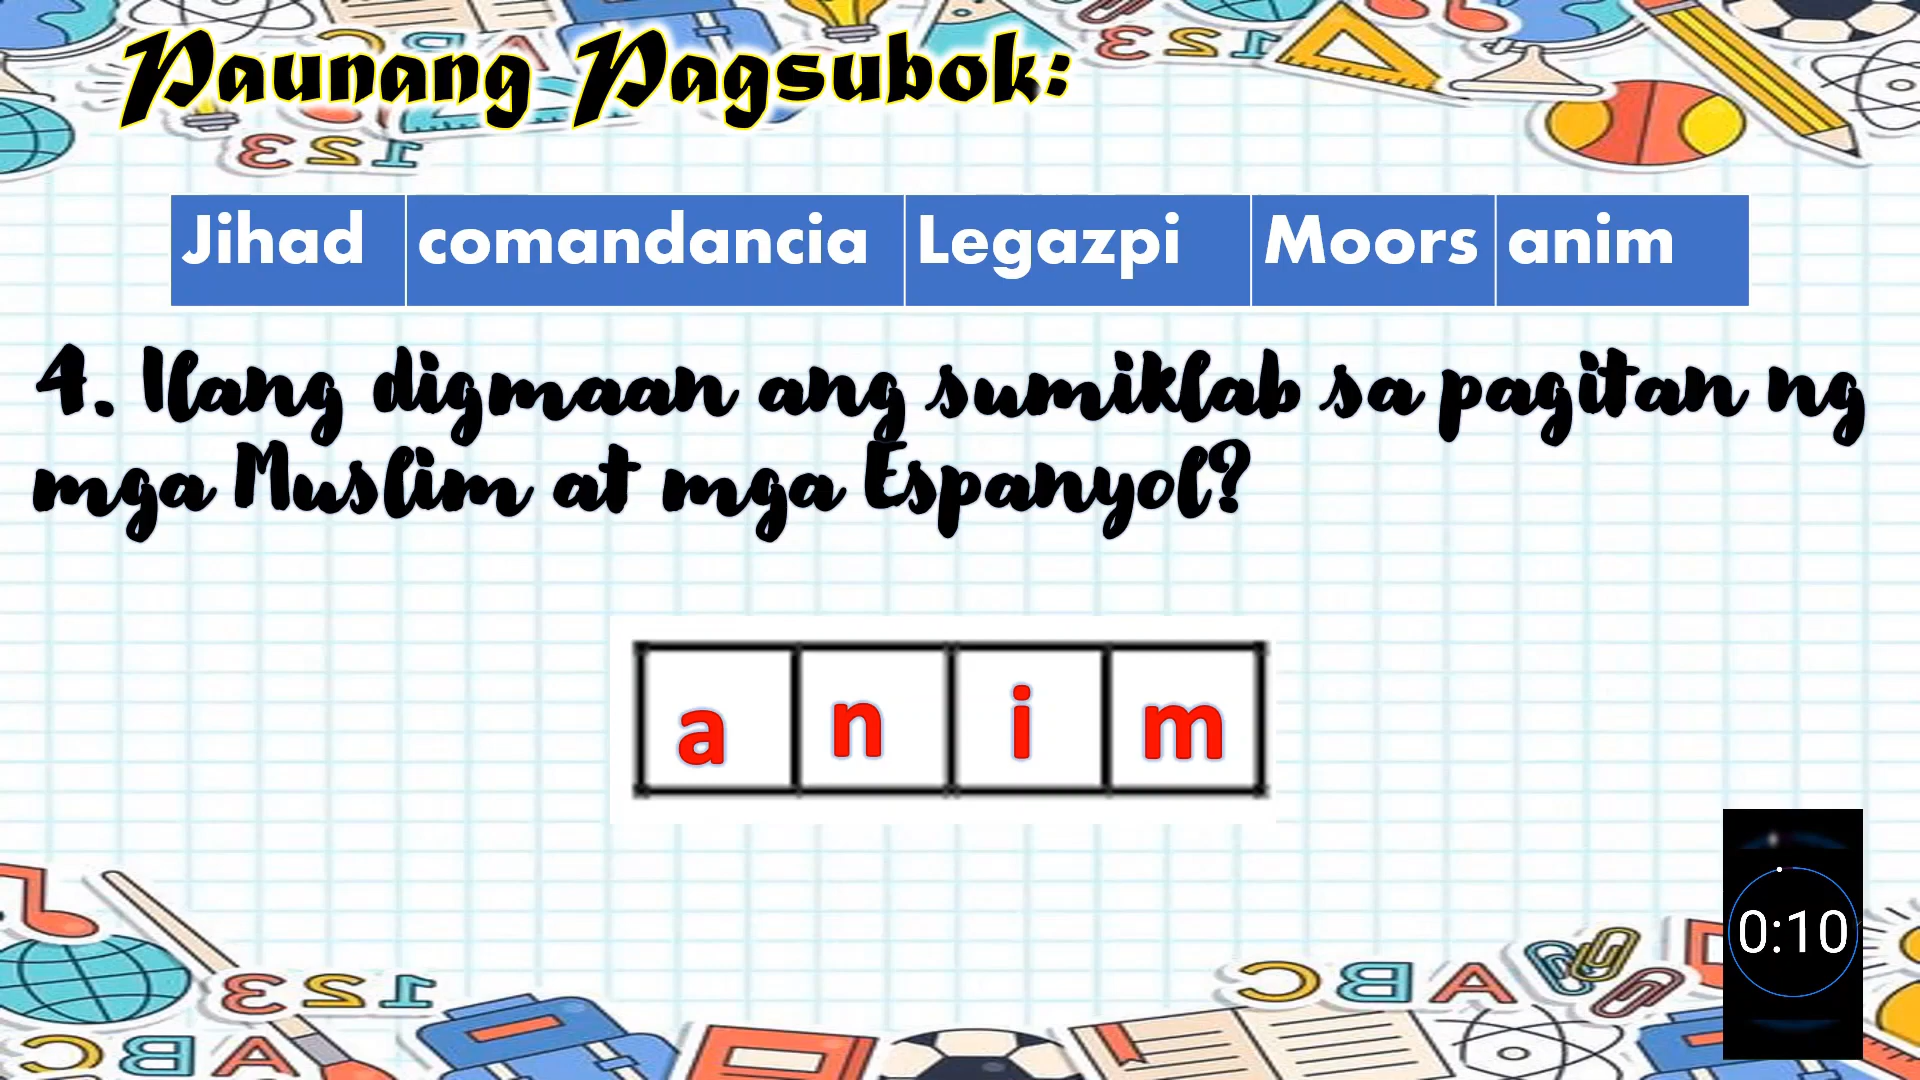 Paunang Pagsubok:
Jihad comandancia Legazpi Moors anim
4. Ilang digmaan ang sumiklab sa pagitan ng
mga Muslim at mga Espanyol?
a n i m
0:10